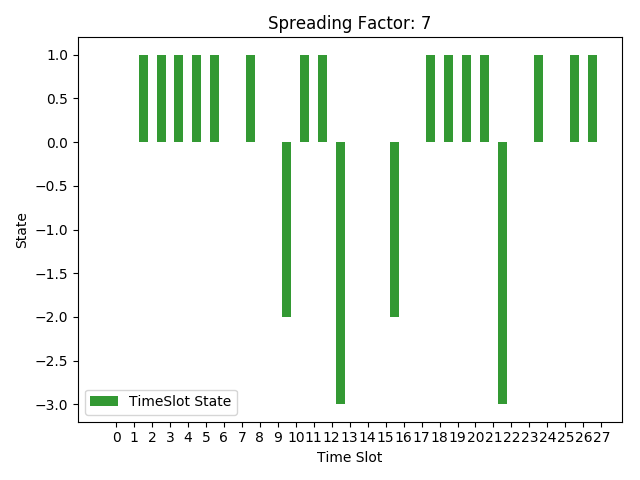 Spreading Factor: 7
1.0
0.5
0.0
−0.5
−1.0
−1.5
−2.0
−2.5
−3.0
State
TimeSlot State
0 1 2 3 4 5 6 7 8 9 10 11 12 13 14 15 16 17 18 19 20 21 22 23 24 25 26 27
Time Slot